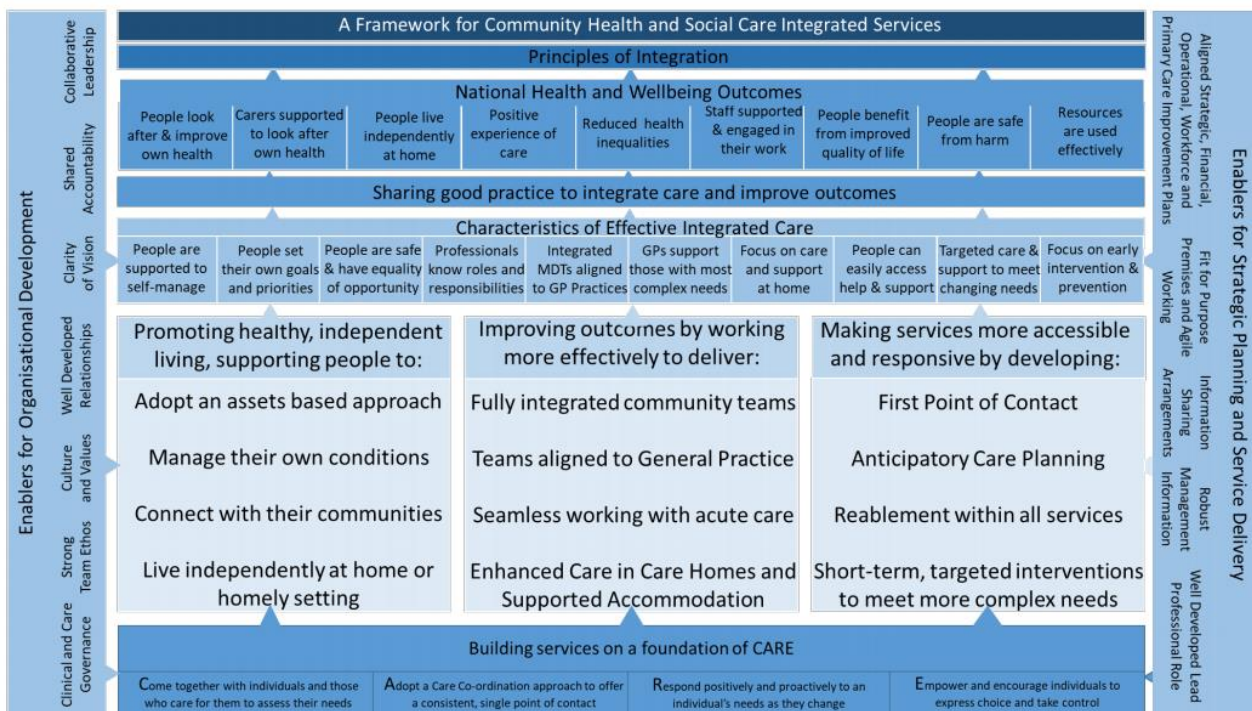 A Framework for Community Health and Social Care Integrated Services
Principles of Integration
National Health and Wellbeing Outcomes
People look
after & improve
own health
Carers supported
to look after
own health
People live
independently
at home
Positive
experience of
care
Reduced health
inequalities
Staff supported
& engaged in
their work
People benefit
from improved
quality of life
People are safe
from harm
Resources
are used
effectively
Sharing good practice to integrate care and improve outcomes
Characteristics of Effective Integrated Care
People are
supported to
self-manage
People set
their own goals
and priorities
People are safe
& have equality
of opportunity
Professionals
know roles and
responsibilities
Integrated
MDTs aligned
to GP Practices
GPs support
those with most
complex needs
Focus on care
and support
at home
People can
easily access
help & support
Targeted care &
support to meet
changing needs
Focus on early
intervention &
prevention
Promoting healthy, independent
living, supporting people to:
Adopt an assets based approach
Manage their own conditions
Connect with their communities
Live independently at home or
homely setting
Improving outcomes by working
more effectively to deliver:
Fully integrated community teams
Teams aligned to General Practice
Seamless working with acute care
Enhanced Care in Care Homes and
Supported Accommodation
Making services more accessible
and responsive by developing:
First Point of Contact
Anticipatory Care Planning
Reablement within all services
Short-term, targeted interventions
to meet more complex needs
Building services on a foundation of CARE
Come together with individuals and those
who care for them to assess their needs
Adopt a Care Co-ordination approach to offer
a consistent, single point of contact
Respond positively and proactively to an
individual's needs as they change
Empower and encourage individuals to
express choice and take control
Enablers for Organisational Development
Collaborative
Leadership
Shared
Accountability
Clarity
of Vision
Well Developed
Relationships
Culture
and Values
Strong
Team Ethos
Clinical and Care
Governance
Enablers for Strategic Planning and Service Delivery
Aligned Strategic, Financial,
Operational, Workforce and
Primary Care Improvement Plans
Fit for Purpose
Premises and Agile
Working
Information
Sharing
Arrangements
Robust
Management
Information
Well Developed Lead
Professional Role